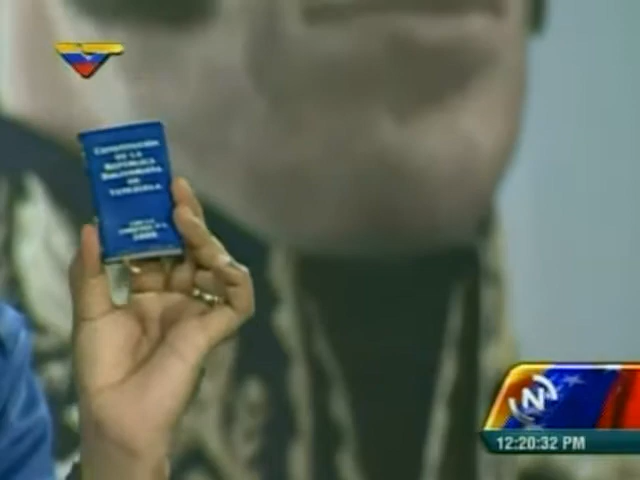 CONSTITUCIÓN
DE LA
REPÚBLICA
BOLIVARIANA
DE
VENEZUELA
N
12:20:32 PM